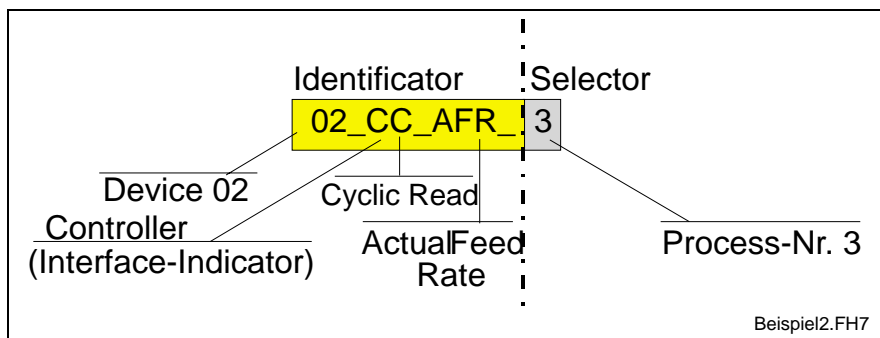 Identificator Selector
02_CC_AFR_ 3
Device 02
Cyclic Read
Controller
(Interface-Indicator)
ActualFeed
Rate
Process-Nr. 3
Beispiel2.FH7